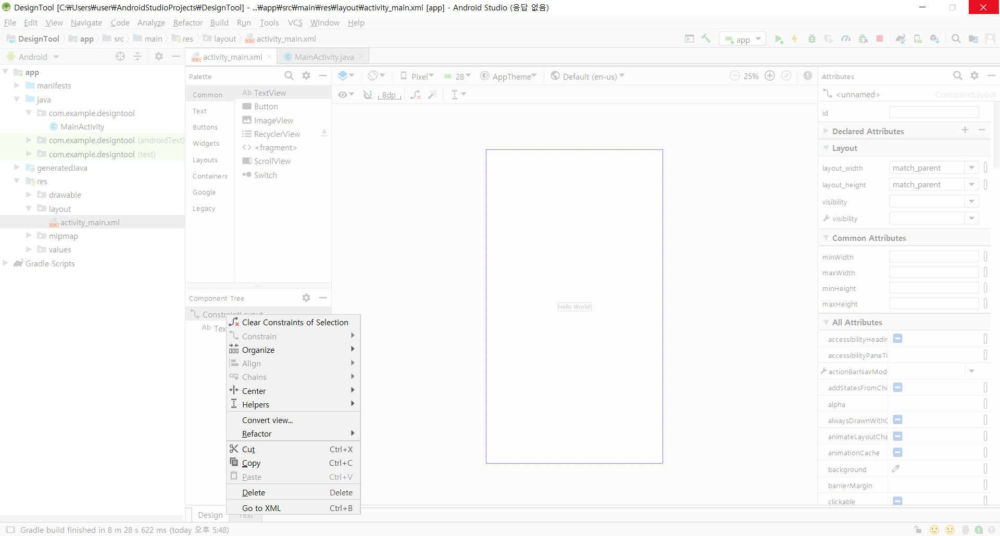 DesignTool [C:₩Users₩user₩AndroidStudioProjects₩DesignTool] - ...₩app₩src₩main₩res₩layout₩activity_main.xml [app] - Android Studio (응답 없음)
File Edit View Navigate Code Analyze Refactor Build Run Tools VCS Window Help
DesignTool app src main res layout activity_main.xml app
Android
activity_main.xml MainActivity.java
app
manifests
java
com.example.designtool
MainActivity
com.example.designtool (androidTest)
com.example.designtool (test)
generatedJava
res
drawable
layout
activity_main.xml
mipmap
values
Gradle Scripts
Palette
Common
Text
Buttons
Widgets
Layouts
Containers
Google
Legacy
Ab TextView
Button
ImageView
RecyclerView
<fragment>
ScrollView
Switch
Component Tree
ConstraintLayout
Ab Tex
Clear Constraints of Selection
Constrain
Organize
Align
Chains
Center
Helpers
Convert view...
Refactor
Cut Ctrl+X
Copy Ctrl+C
Paste Ctrl+V
Delete Delete
Go to XML Ctrl+B
Design Text
Pixel 28 AppTheme Default (en-us) 25%
8dp
Hello World!
Attributes
<unnamed> ConstraintLayout
id
Declared Attributes
Layout
layout_width match_parent
layout_height match_parent
visibility
visibility
Common Attributes
minWidth
maxWidth
minHeight
maxHeight
All Attributes
accessibilityHeadin
accessibilityPaneTi
actionBarNavMod
addStatesFromChi
alpha
alwaysDrawnWithC
animateLayoutCha
animationCache
background
barrierMargin
clickable
Gradle build finished in 8 m 28 s 622 ms (today 오후 5:48)
1